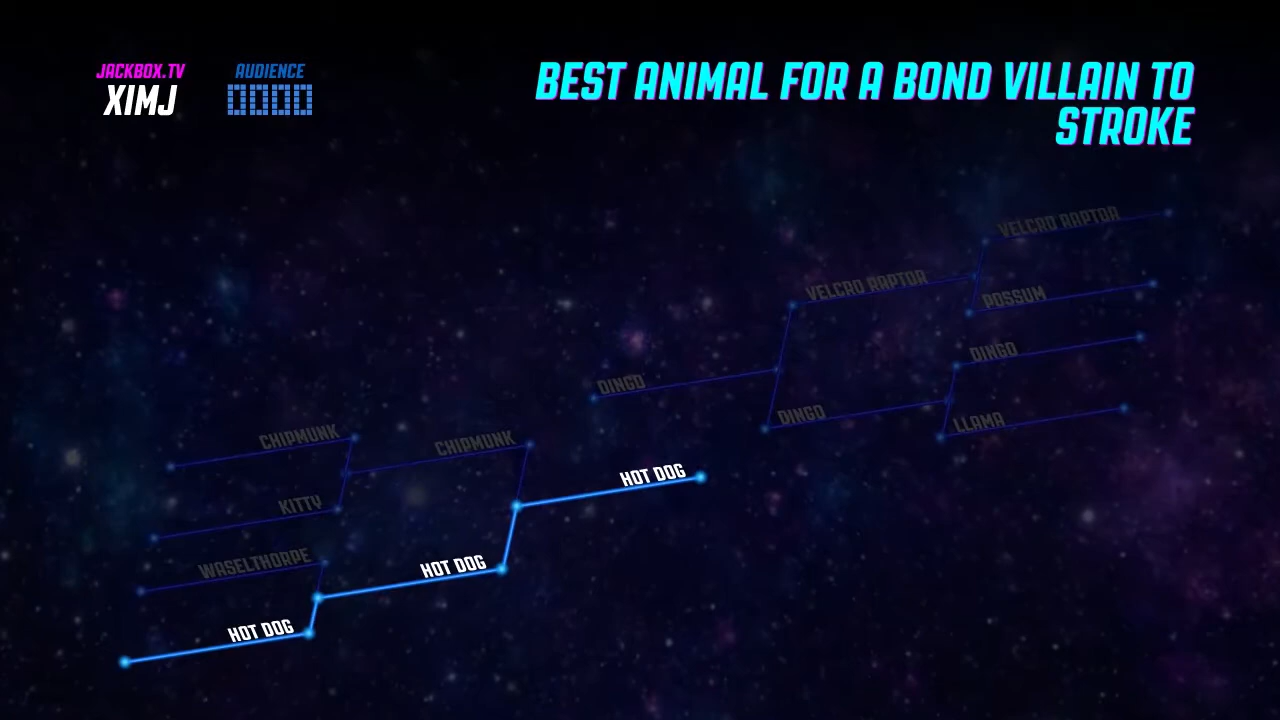 JACKBOX.TV
XIMJ
AUDIENCE
0000
BEST ANIMAL FOR A BOND VILLAIN TO
STROKE
VELCRO RAPTOR
VELCRO RAPTOR
POSSUM
DINGO
DINGO
DINGO
LLAMA
CHIPMUNK
CHIPMUNK
HOT DOG
KITTY
WASELTHORPE
HOT DOG
HOT DOG